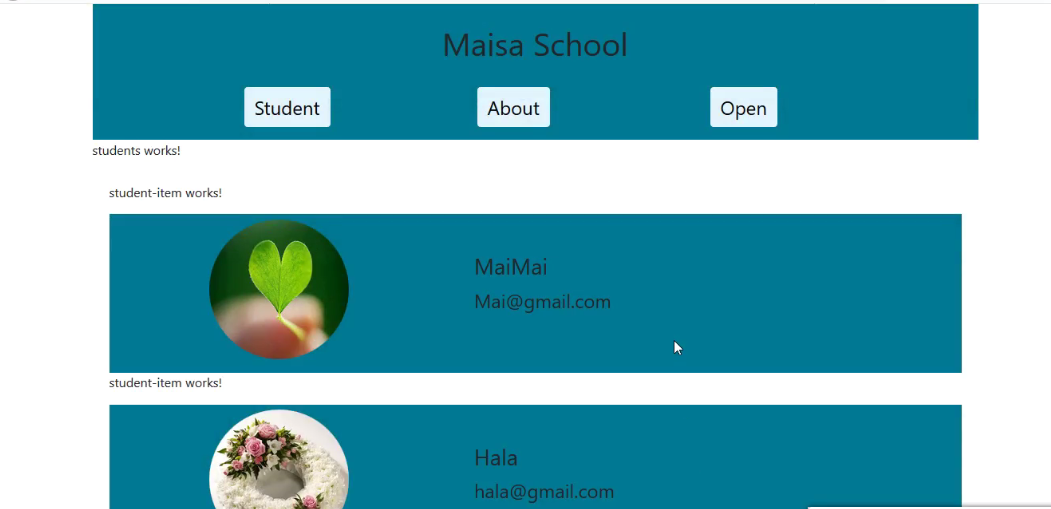 Maisa School
Student About Open
students works!
student-item works!
MaiMai
Mai@gmail.com
student-item works!
Hala
hala@gmail.com